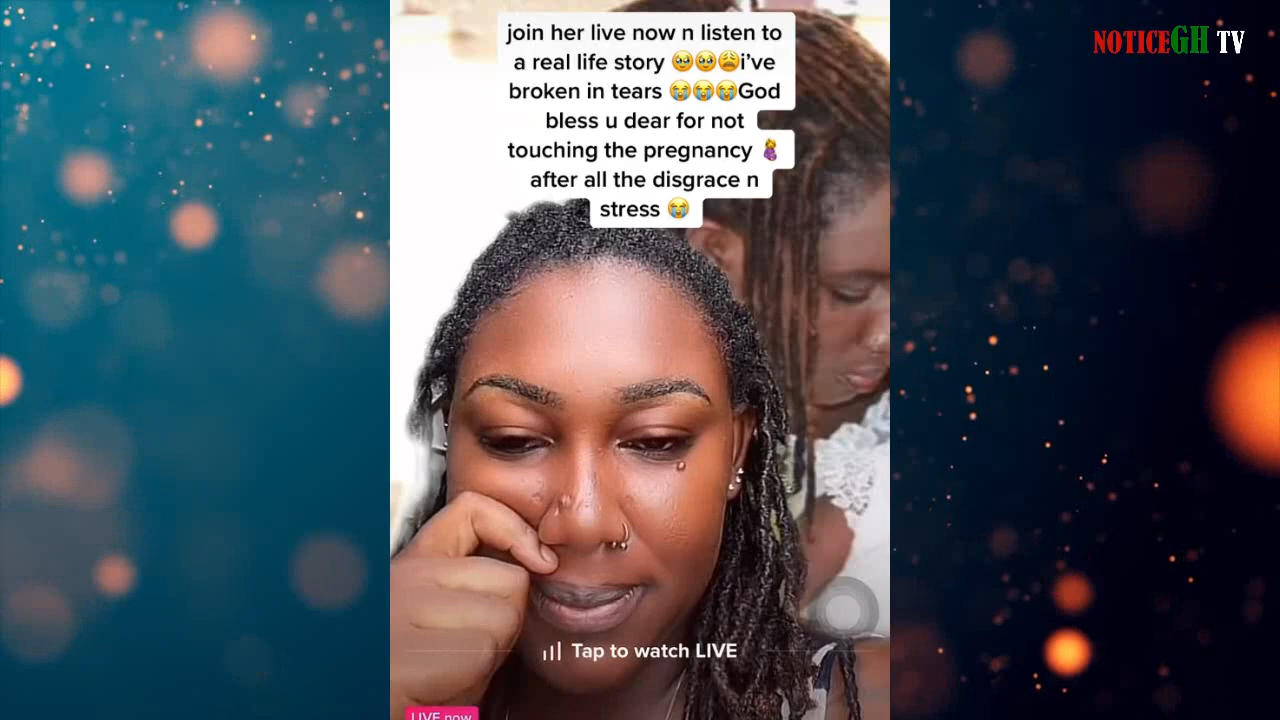 join her live now n listen to
a real life story 🥹🥹😩i've
broken in tears 😭😭😭God
bless u dear for not
touching the pregnancy 🤰
after all the disgrace n
stress 😭
NOTICEGH TV
Tap to watch LIVE
LIVE now